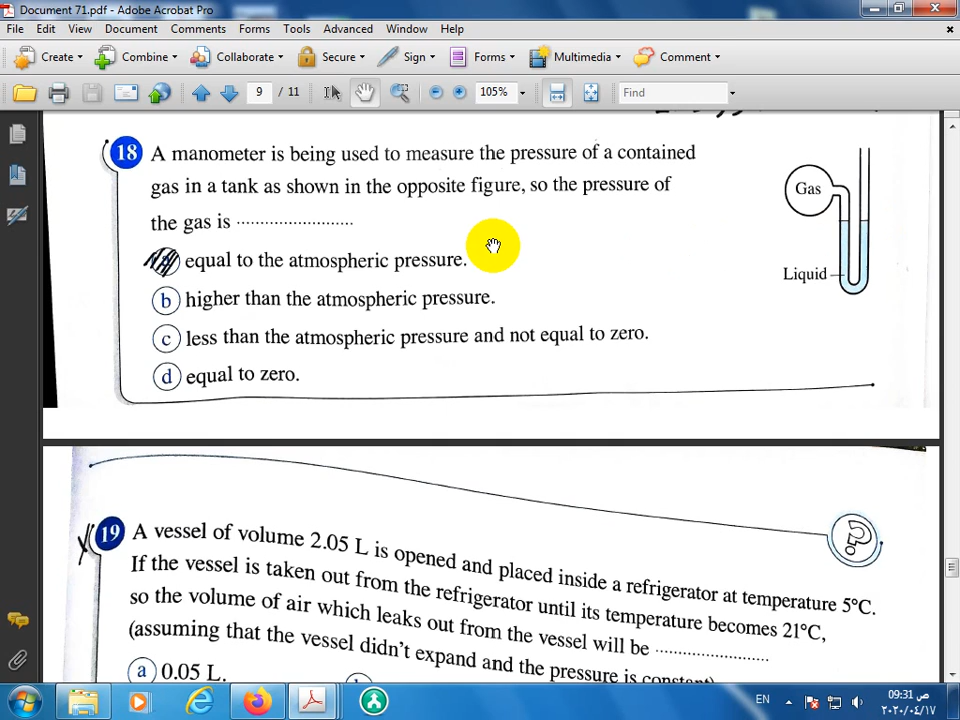 Document 71.pdf - Adobe Acrobat Pro
File Edit View Document Comments Forms Tools Advanced Window Help
Create Combine Collaborate Secure Sign Forms Multimedia Comment
9 / 11 105% Find
18 A manometer is being used to measure the pressure of a contained
gas in a tank as shown in the opposite figure, so the pressure of
the gas is ........................
a equal to the atmospheric pressure.
b higher than the atmospheric pressure.
c less than the atmospheric pressure and not equal to zero.
d equal to zero.
Gas
Liquid
19 A vessel of volume 2.05 L is opened and placed inside a refrigerator at temperature 5°C.
If the vessel is taken out from the refrigerator until its temperature becomes 21°C,
so the volume of air which leaks out from the vessel will be ........................
(assuming that the vessel didn't expand and the pressure is constant)
a 0.05 L.
b
EN
09:31 ص
٢٠٢٠/٠٤/١٧